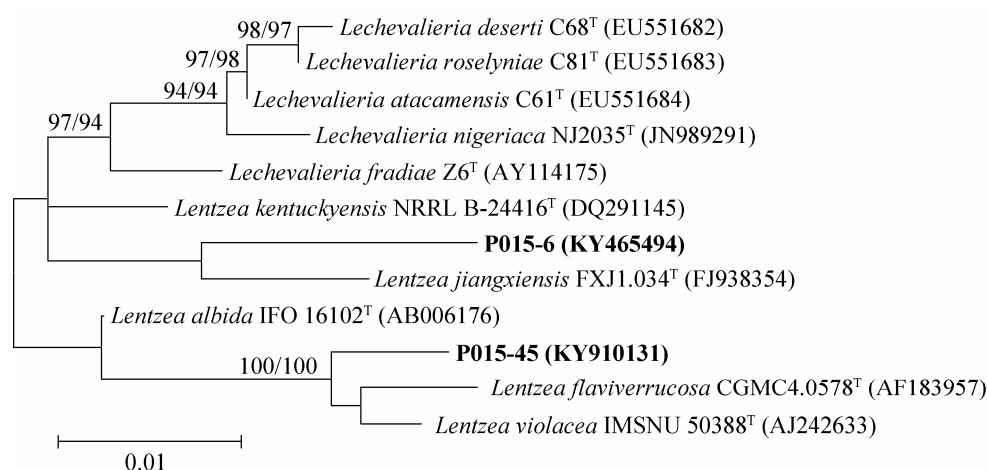 98/97
Lechevalieria deserti C68ᵀ (EU551682)
97/98
Lechevalieria roselyniae C81ᵀ (EU551683)
94/94
Lechevalieria atacamensis C61ᵀ (EU551684)
97/94
Lechevalieria nigeriaca NJ2035ᵀ (JN989291)
Lechevalieria fradiae Z6ᵀ (AY114175)
Lentzea kentuckyensis NRRL B-24416ᵀ (DQ291145)
P015-6 (KY465494)
Lentzea jiangxiensis FXJ1.034ᵀ (FJ938354)
Lentzea albida IFO 16102ᵀ (AB006176)
100/100
P015-45 (KY910131)
Lentzea flaviverrucosa CGMC4.0578ᵀ (AF183957)
Lentzea violacea IMSNU 50388ᵀ (AJ242633)
0.01